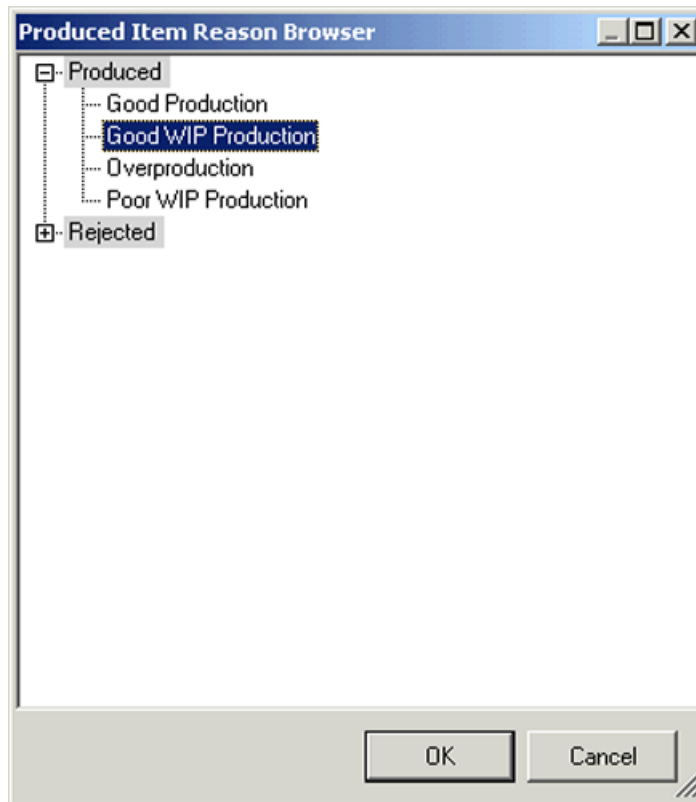 Produced Item Reason Browser
Produced
Good Production
Good WIP Production
Overproduction
Poor WIP Production
Rejected
OK Cancel